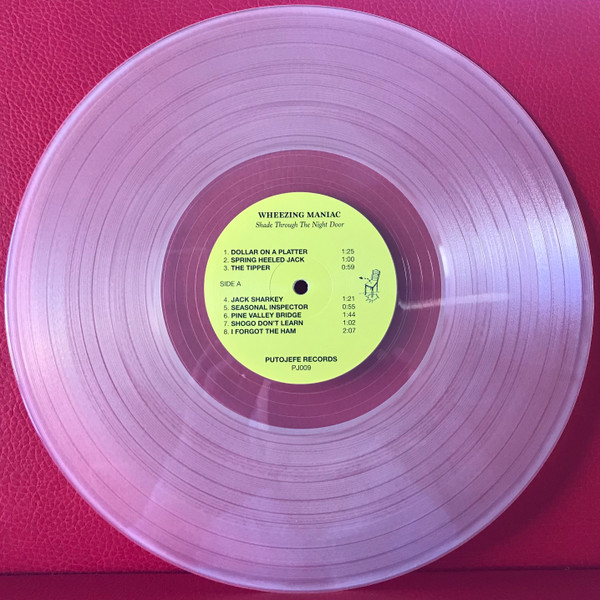 WHEEZING MANIAC
Shade Through The Night Door
1. DOLLAR ON A PLATTER 1:25
2. SPRING HEELED JACK 1:00
3. THE TIPPER 0:59
SIDE A
4. JACK SHARKEY 1:21
5. SEASONAL INSPECTOR 0:55
6. PINE VALLEY BRIDGE 1:44
7. SHOGO DON'T LEARN 1:02
8. I FORGOT THE HAM 2:07
PUTOJEFE RECORDS
PJ009